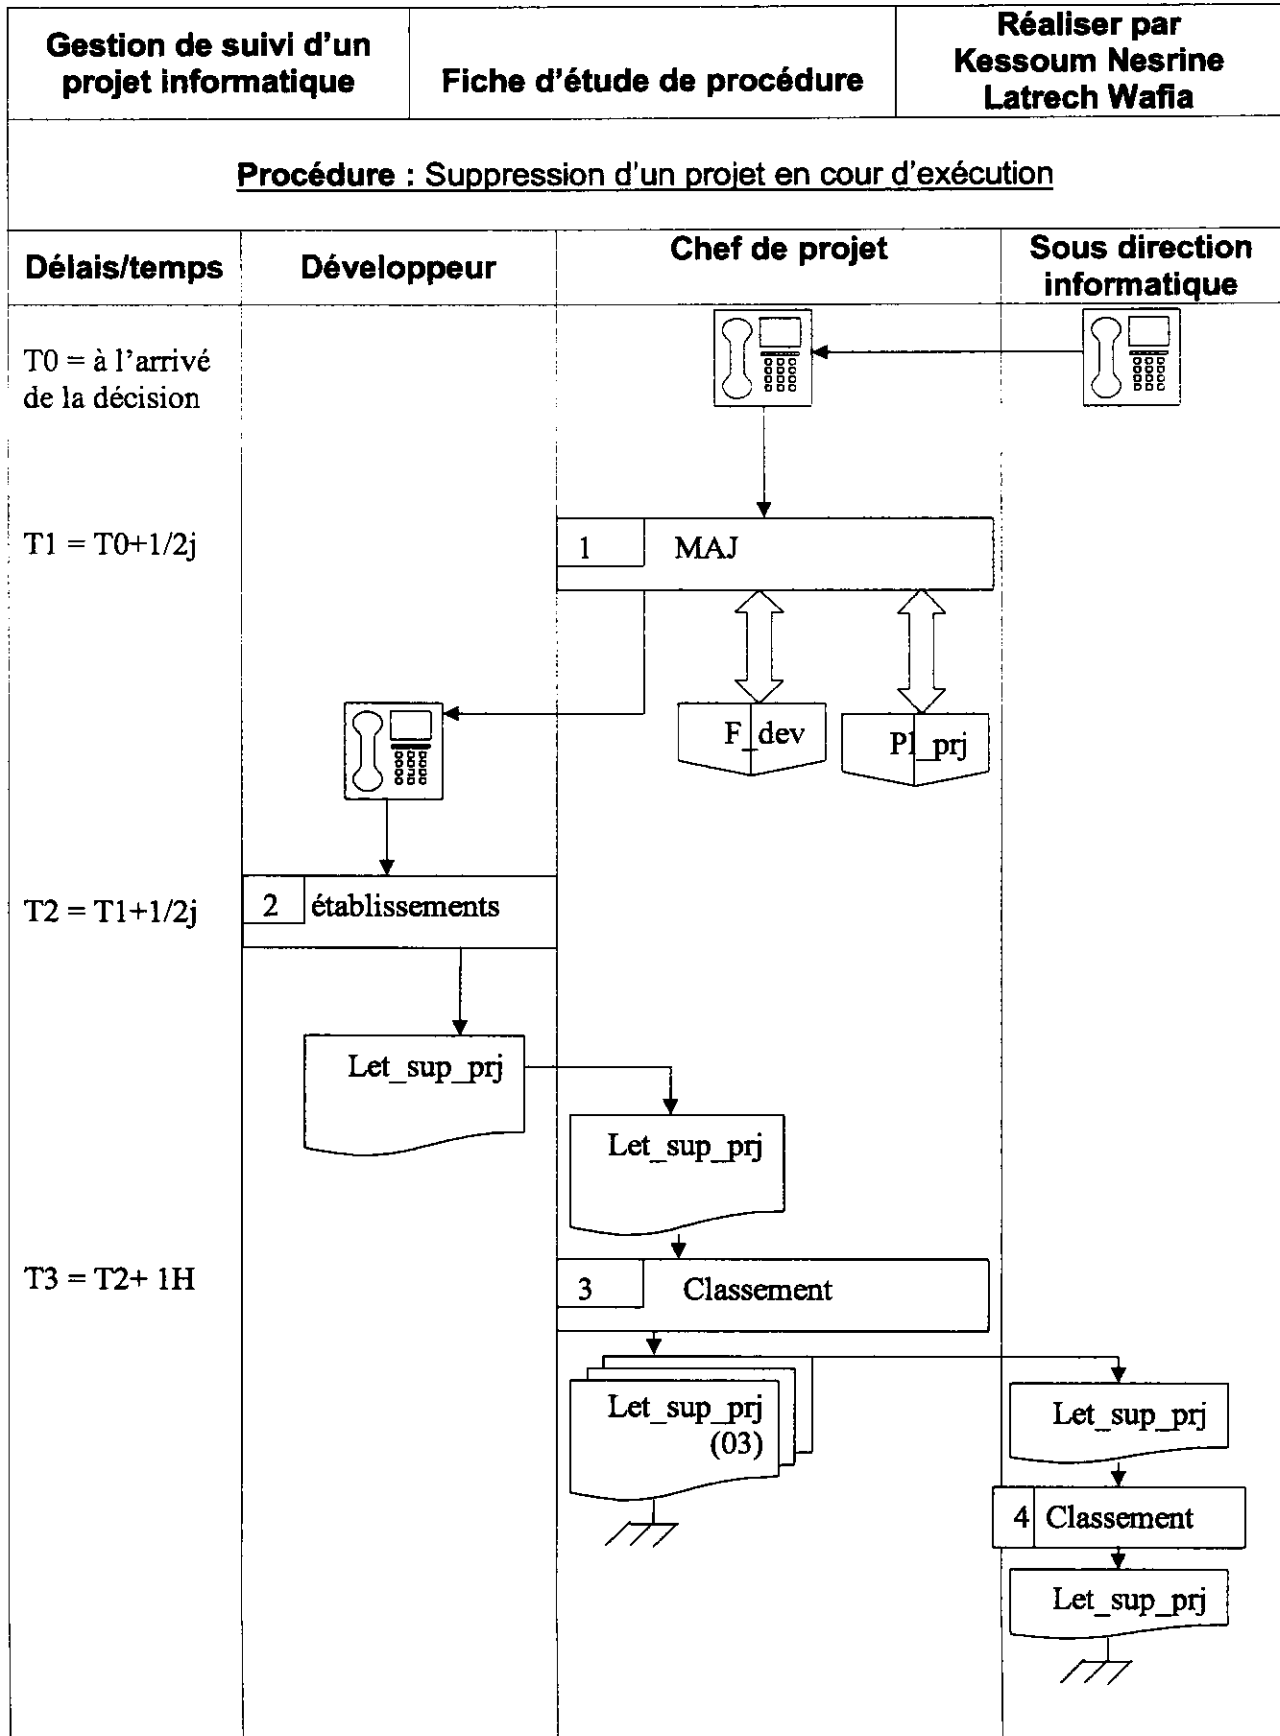 Gestion de suivi d'un
projet informatique
Fiche d'étude de procédure
Réaliser par
Kessoum Nesrine
Latrech Wafia
Procédure : Suppression d'un projet en cour d'exécution
Délais/temps
Développeur
Chef de projet
Sous direction
informatique
T0 = à l'arrivé
de la décision
T1 = T0+1/2j
1 MAJ
F_dev
Pl_prj
T2 = T1+1/2j
2 établissements
Let_sup_prj
Let_sup_prj
T3 = T2+ 1H
3 Classement
Let_sup_prj
(03)
Let_sup_prj
4 Classement
Let_sup_prj